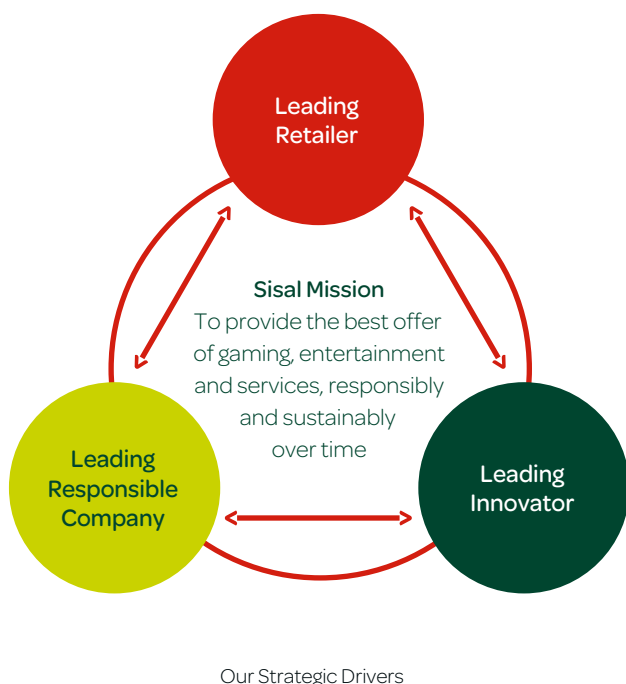 Leading
Retailer
Sisal Mission
To provide the best offer
of gaming, entertainment
and services, responsibly
and sustainably
over time
Leading
Responsible
Company
Leading
Innovator
Our Strategic Drivers